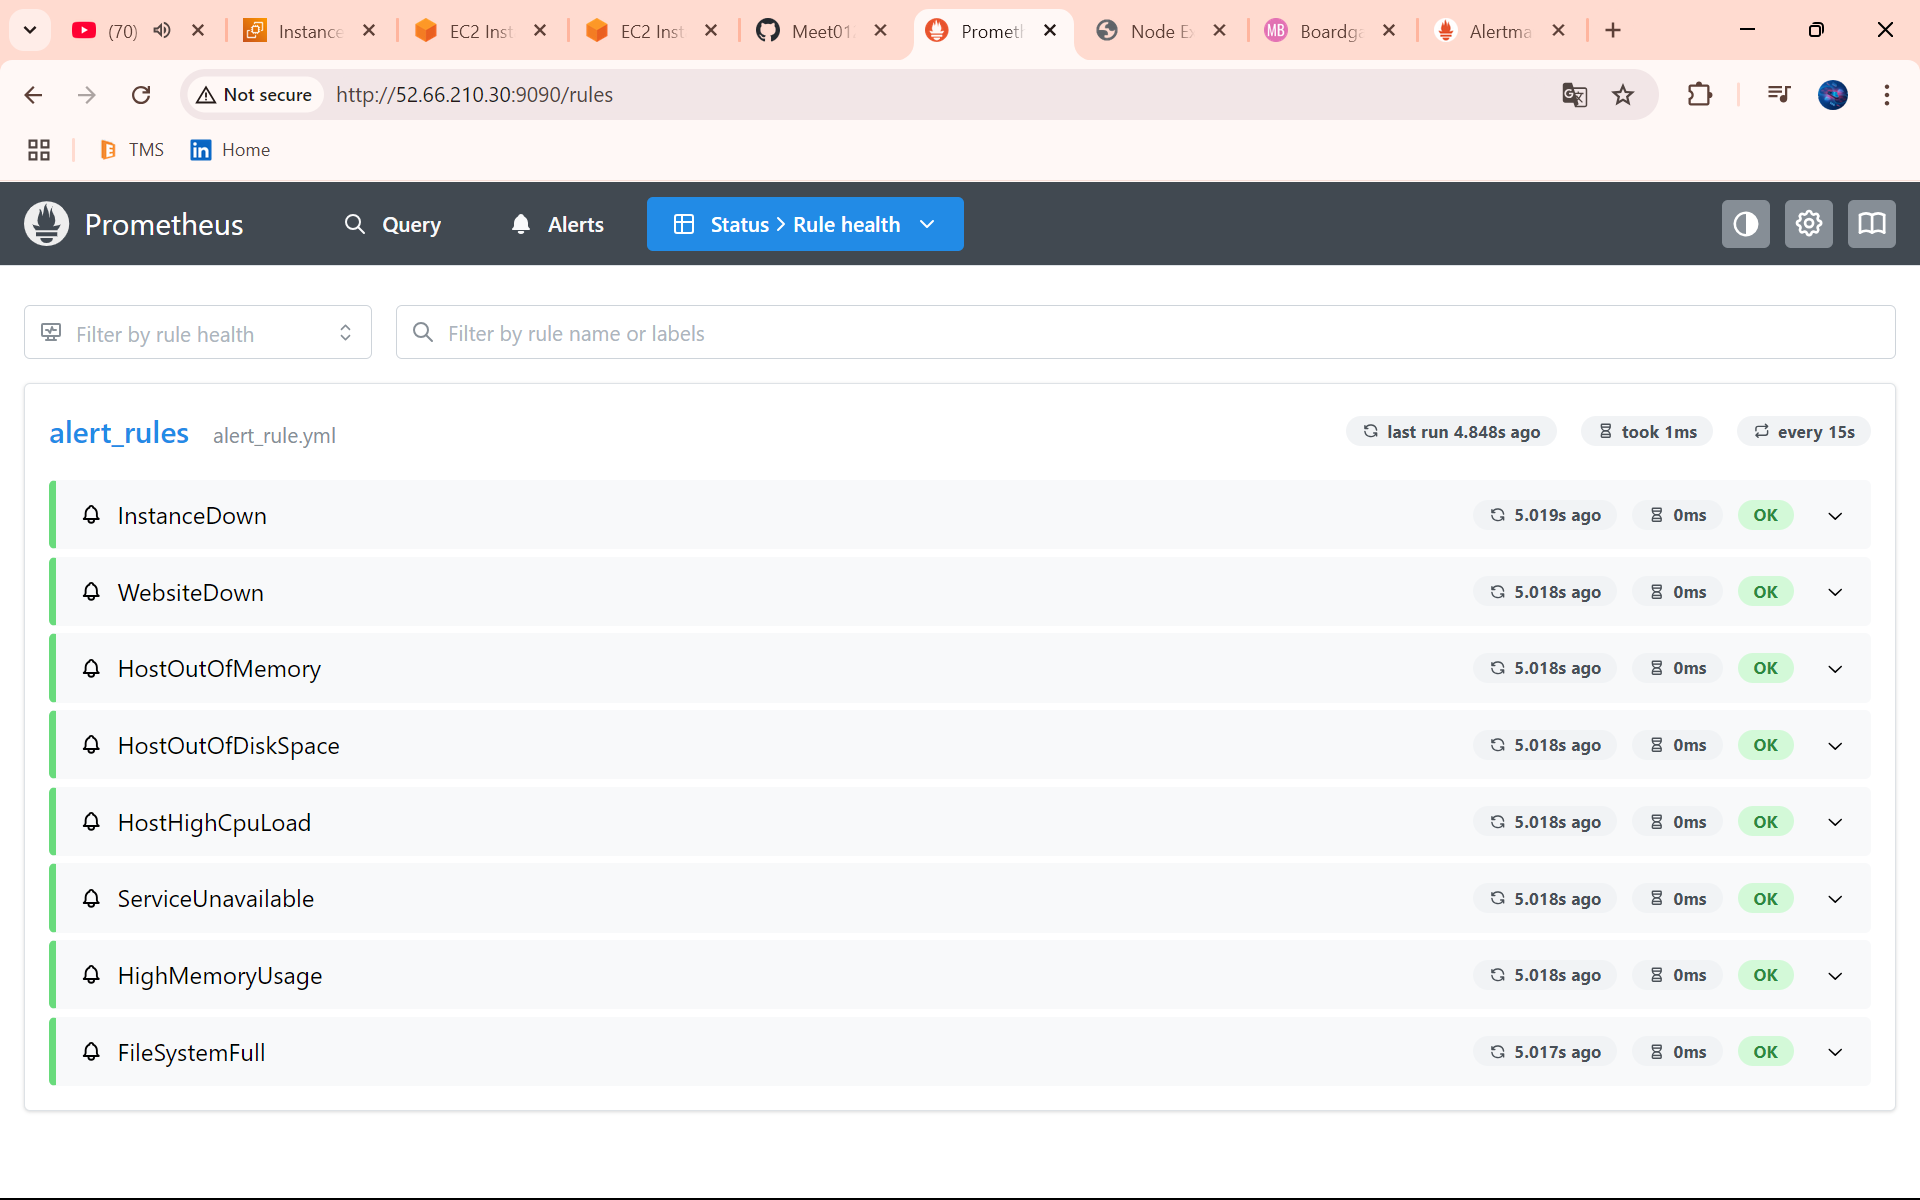 (70)
Instance
EC2 Inst
EC2 Inst
Meet01
Prometh
Node Ex
MB Boardga
Alertma
Not secure http://52.66.210.30:9090/rules
TMS
in Home
Prometheus
Query
Alerts
Status > Rule health
Filter by rule health
Filter by rule name or labels
alert_rules alert_rule.yml
last run 4.848s ago
took 1ms
every 15s
InstanceDown 5.019s ago 0ms OK
WebsiteDown 5.018s ago 0ms OK
HostOutOfMemory 5.018s ago 0ms OK
HostOutOfDiskSpace 5.018s ago 0ms OK
HostHighCpuLoad 5.018s ago 0ms OK
ServiceUnavailable 5.018s ago 0ms OK
HighMemoryUsage 5.018s ago 0ms OK
FileSystemFull 5.017s ago 0ms OK